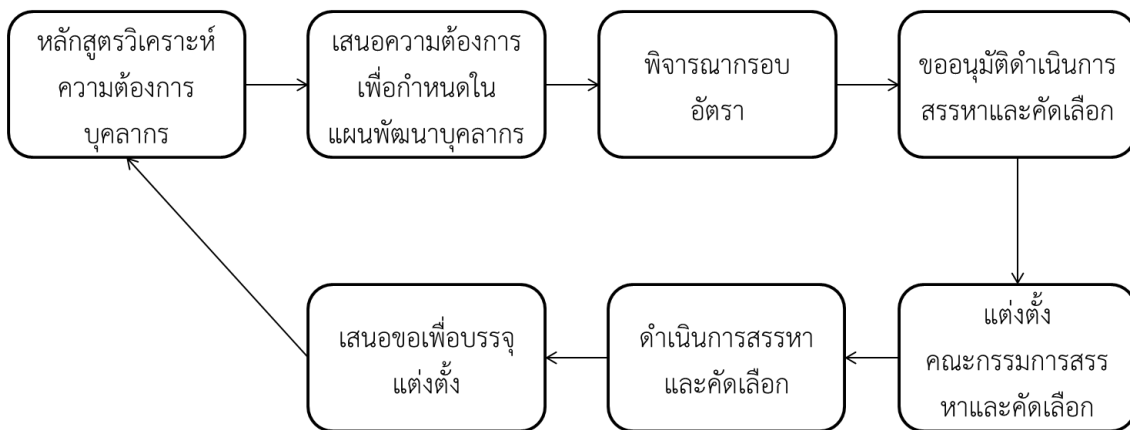 หลักสูตรวิเคราะห์
ความต้องการ
บุคลากร
เสนอความต้องการ
เพื่อกำหนดใน
แผนพัฒนาบุคลากร
พิจารณากรอบ
อัตรา
ขออนุมัติดำเนินการ
สรรหาและคัดเลือก
แต่งตั้ง
คณะกรรมการสรร
หาและคัดเลือก
ดำเนินการสรรหา
และคัดเลือก
เสนอขอเพื่อบรรจุ
แต่งตั้ง